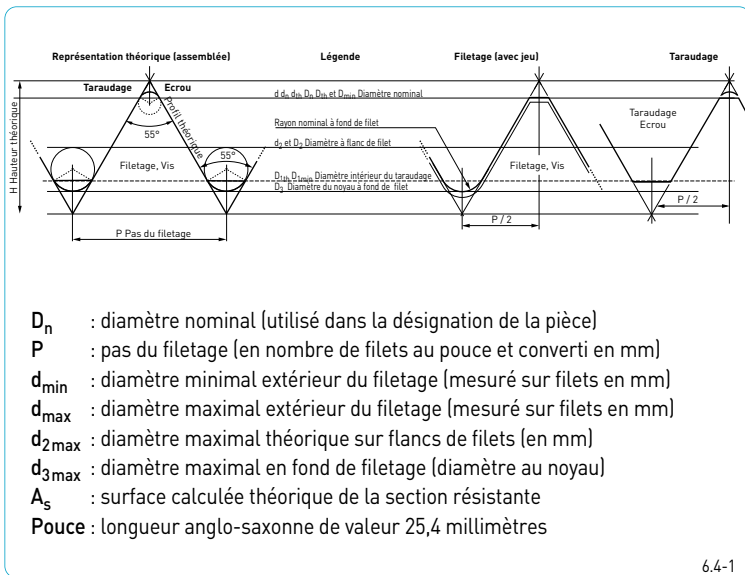 Représentation théorique (assemblée) Légende Filetage (avec jeu) Taraudage
Taraudage Ecrou
d dn dth Dn Dth et Dmin Diamètre nominal
Profil théorique
H Hauteur théorique
Rayon nominal à fond de filet
Taraudage
Ecrou
55°
d2 et D2 Diamètre à flanc de filet
55°
Filetage, Vis
Filetage, Vis
D1th D1min Diamètre intérieur du taraudage
D3 Diamètre du noyau à fond de filet
P / 2
P / 2
P Pas du filetage
Dn : diamètre nominal (utilisé dans la désignation de la pièce)
P : pas du filetage (en nombre de filets au pouce et converti en mm)
dmin : diamètre minimal extérieur du filetage (mesuré sur filets en mm)
dmax : diamètre maximal extérieur du filetage (mesuré sur filets en mm)
d2max : diamètre maximal théorique sur flancs de filets (en mm)
d3max : diamètre maximal en fond de filetage (diamètre au noyau)
As : surface calculée théorique de la section résistante
Pouce : longueur anglo-saxonne de valeur 25,4 millimètres
6.4-1